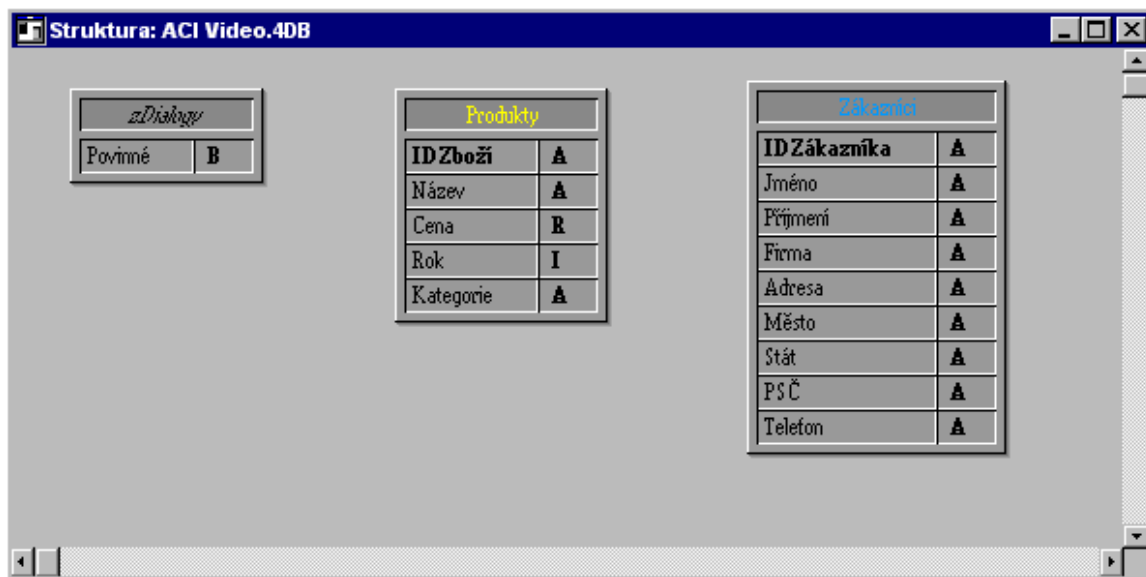 Struktura: ACI Video.4DB
zDialogy
Povinné B
Produkty
IDZboží A
Název A
Cena R
Rok I
Kategorie A
Zákazníci
IDZákazníka A
Jméno A
Příjmení A
Firma A
Adresa A
Město A
Stát A
PSČ A
Telefon A